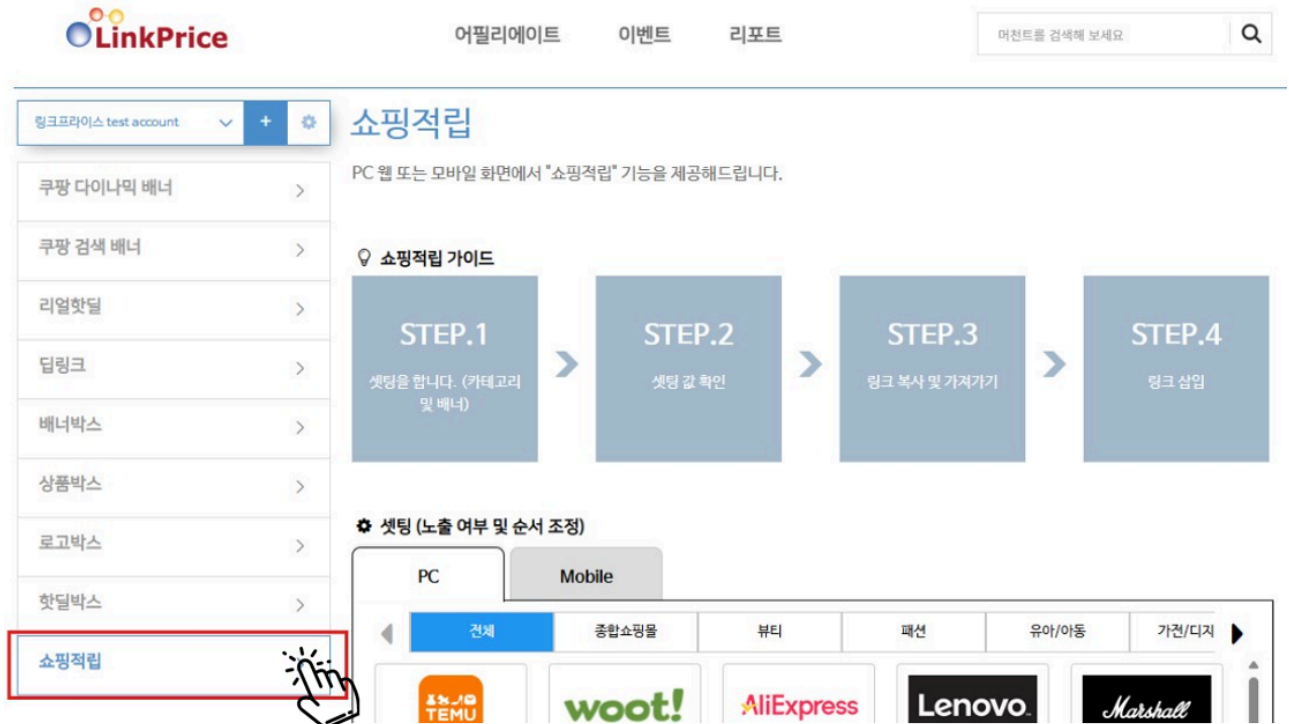 LinkPrice
어필리에이트
이벤트
리포트
머천트를 검색해 보세요
링크프라이스 test account
+
쿠팡 다이나믹 배너
쿠팡 검색 배너
리얼핫딜
딥링크
배너박스
상품박스
로고박스
핫딜박스
쇼핑적립
쇼핑적립
PC 웹 또는 모바일 화면에서 "쇼핑적립" 기능을 제공해드립니다.
쇼핑적립 가이드
STEP.1
셋팅을 합니다. (카테고리
및 배너)
STEP.2
셋팅 값 확인
STEP.3
링크 복사 및 가져가기
STEP.4
링크 삽입
셋팅 (노출 여부 및 순서 조정)
PC
Mobile
전체
종합쇼핑몰
뷰티
패션
유아/아동
가전/디지
TEMU
woot!
AliExpress
Lenovo
Marshall